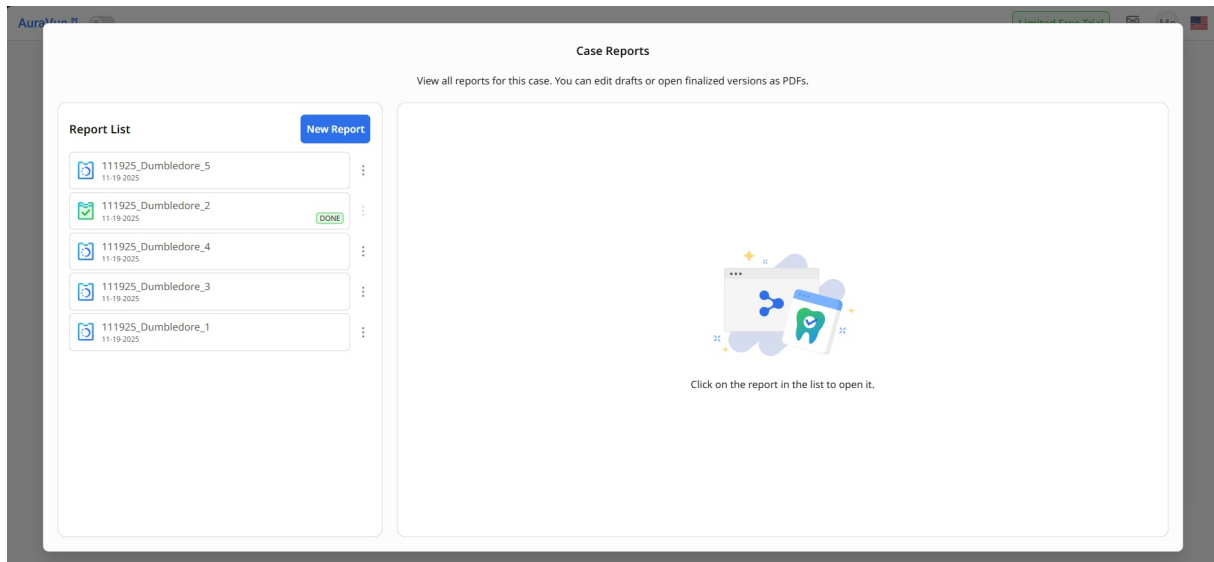 Case Reports
View all reports for this case. You can edit drafts or open finalized versions as PDFs.
Report List
New Report
111925_Dumbledore_5
11-19-2025
111925_Dumbledore_2
11-19-2025
DONE
111925_Dumbledore_4
11-19-2025
111925_Dumbledore_3
11-19-2025
111925_Dumbledore_1
11-19-2025
Click on the report in the list to open it.